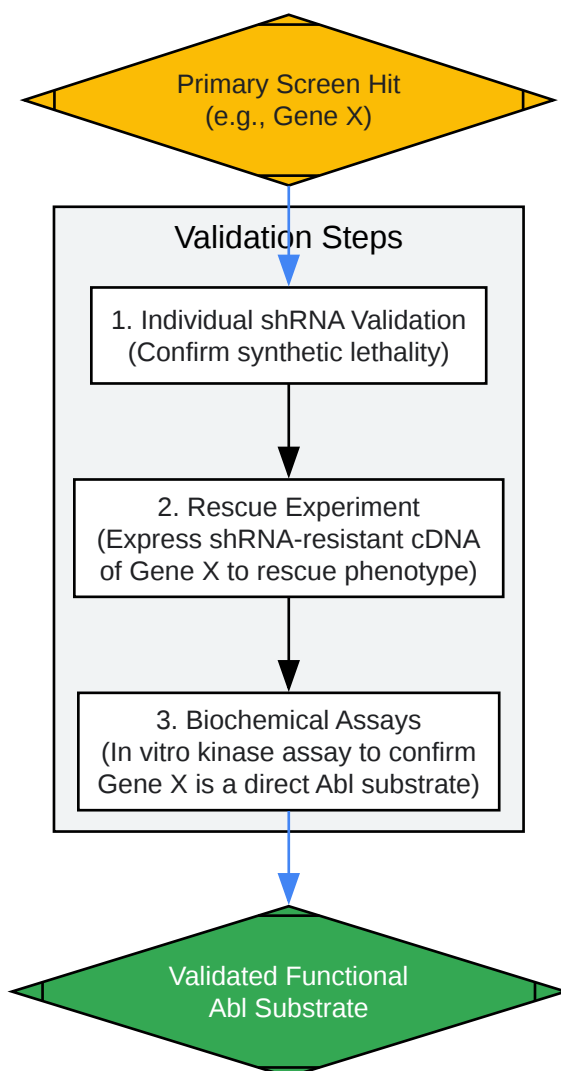 Primary Screen Hit
(e.g., Gene X)
Validation Steps
1. Individual shRNA Validation
(Confirm synthetic lethality)
2. Rescue Experiment
(Express shRNA-resistant cDNA
of Gene X to rescue phenotype)
3. Biochemical Assays
(In vitro kinase assay to confirm
Gene X is a direct Abl substrate)
Validated Functional
Abl Substrate